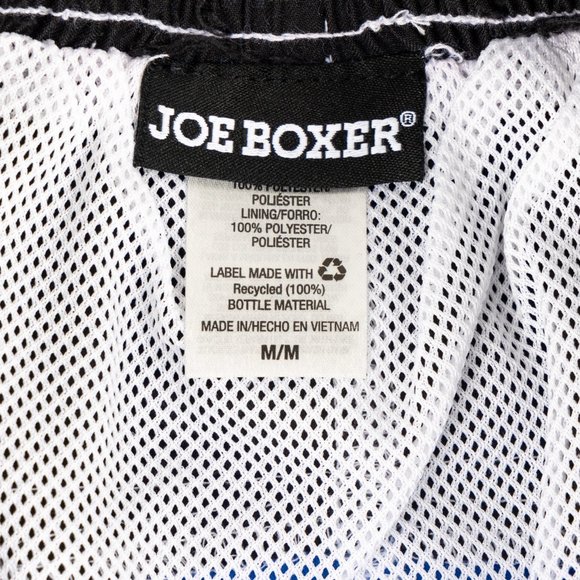 JOE BOXER®
100% POLYESTER/
POLIÉSTER
LINING/FORRO:
100% POLYESTER/
POLIÉSTER
LABEL MADE WITH
Recycled (100%)
BOTTLE MATERIAL
MADE IN/HECHO EN VIETNAM
M/M